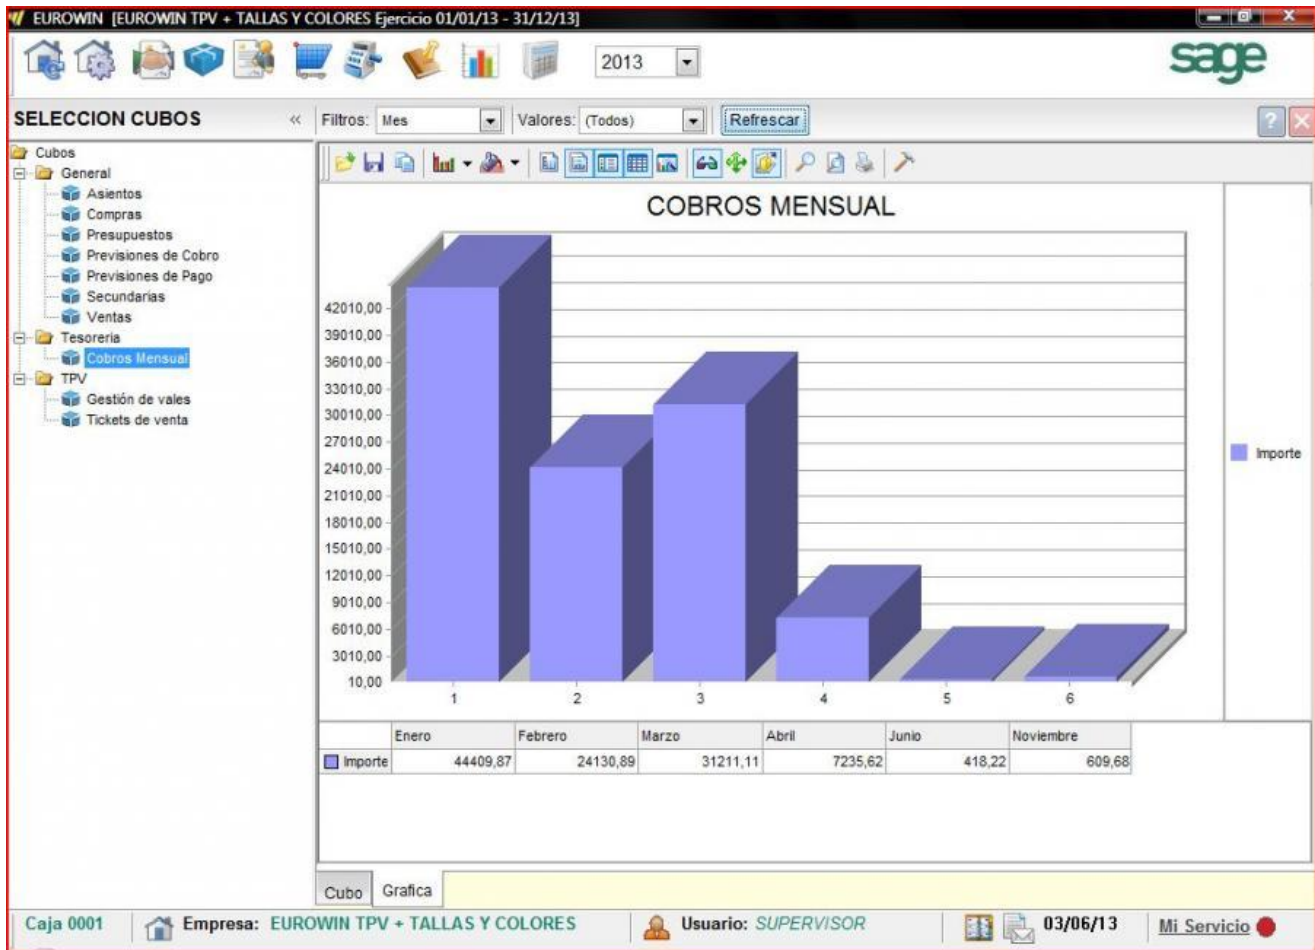 EUROWIN [EUROWIN TPV + TALLAS Y COLORES Ejercicio 01/01/13 - 31/12/13]
2013
sage
SELECCION CUBOS
«
Filtros: Mes
Valores: (Todos)
Refrescar
?
Cubos
General
Asientos
Compras
Presupuestos
Previsiones de Cobro
Previsiones de Pago
Secundarias
Ventas
Tesoreria
Cobros Mensual
TPV
Gestión de vales
Tickets de venta
COBROS MENSUAL
42010,00
39010,00
36010,00
33010,00
30010,00
27010,00
24010,00
21010,00
18010,00
15010,00
12010,00
9010,00
6010,00
3010,00
10,00
1 2 3 4 5 6
Importe
Enero Febrero Marzo Abril Junio Noviembre
Importe 44409,87 24130,89 31211,11 7235,62 418,22 609,68
Cubo Grafica
Caja 0001 Empresa: EUROWIN TPV + TALLAS Y COLORES Usuario: SUPERVISOR 03/06/13 Mi Servicio